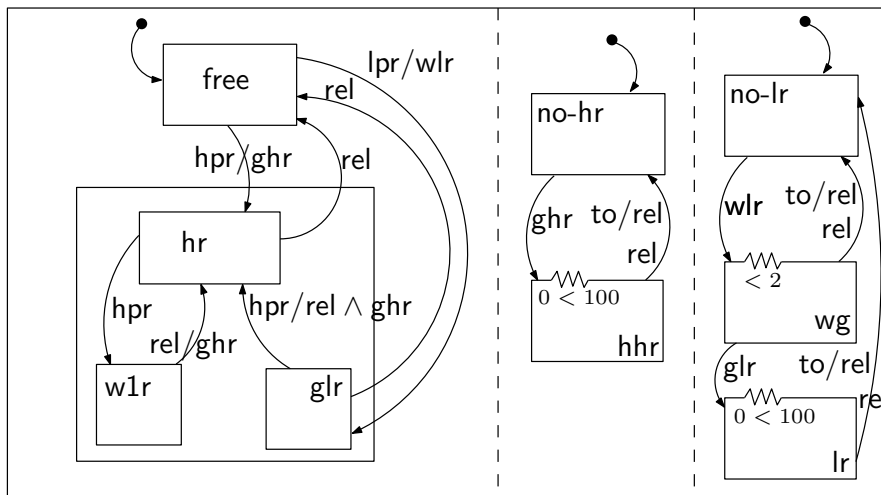 free
lpr/wlr
rel
hpr/ghr
rel
hr
hpr
rel/ghr
hpr/rel ∧ ghr
w1r
glr
no-hr
ghr
to/rel
rel
0 < 100
hhr
no-lr
wlr
to/rel
rel
< 2
wg
glr
to/rel
rel
0 < 100
lr